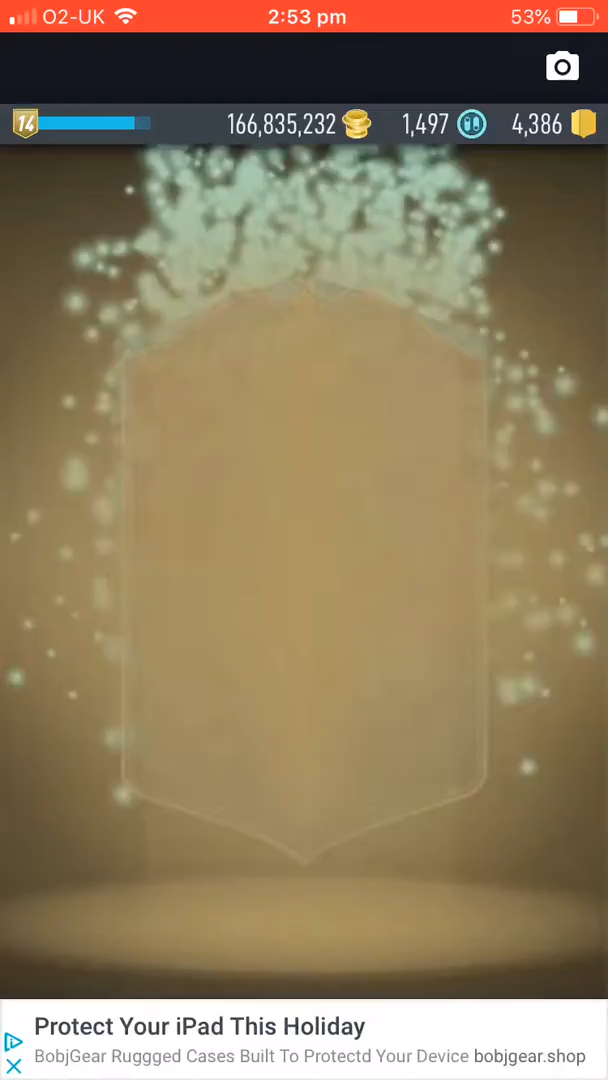 O2-UK 2:53 pm 53%
14 166,835,232 1,497 4,386
Protect Your iPad This Holiday
BobjGear Ruggged Cases Built To Protectd Your Device bobjgear.shop